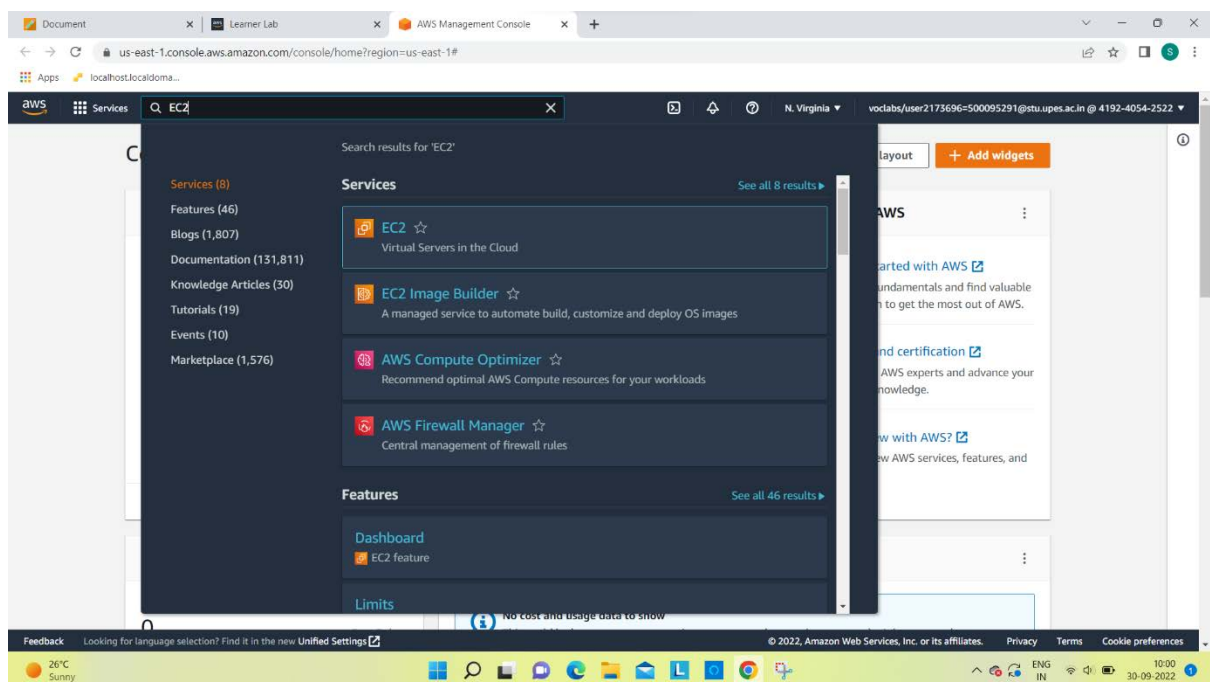 Document
Learner Lab
AWS Management Console
us-east-1.console.aws.amazon.com/console/home?region=us-east-1#
S
Apps
localhost.localdoma...
aws
Services
EC2
N. Virginia
voclabs/user2173696=500095291@stu.upes.ac.in @ 4192-4054-2522
Search results for 'EC2'
layout
+ Add widgets
Services (8)
Features (46)
Blogs (1,807)
Documentation (131,811)
Knowledge Articles (30)
Tutorials (19)
Events (10)
Marketplace (1,576)
Services
See all 8 results
EC2
Virtual Servers in the Cloud
EC2 Image Builder
A managed service to automate build, customize and deploy OS images
AWS Compute Optimizer
Recommend optimal AWS Compute resources for your workloads
AWS Firewall Manager
Central management of firewall rules
Features
See all 46 results
Dashboard
EC2 feature
Limits
AWS
with AWS
and find valuable
to get the most out of AWS.
certification
AWS experts and advance your
with AWS?
AWS services, features, and
No cost and usage data to show
Feedback
Looking for language selection? Find it in the new Unified Settings
© 2022, Amazon Web Services, Inc. or its affiliates.
Privacy
Terms
Cookie preferences
26°C
Sunny
L
ENG
IN
10:00
30-09-2022
1